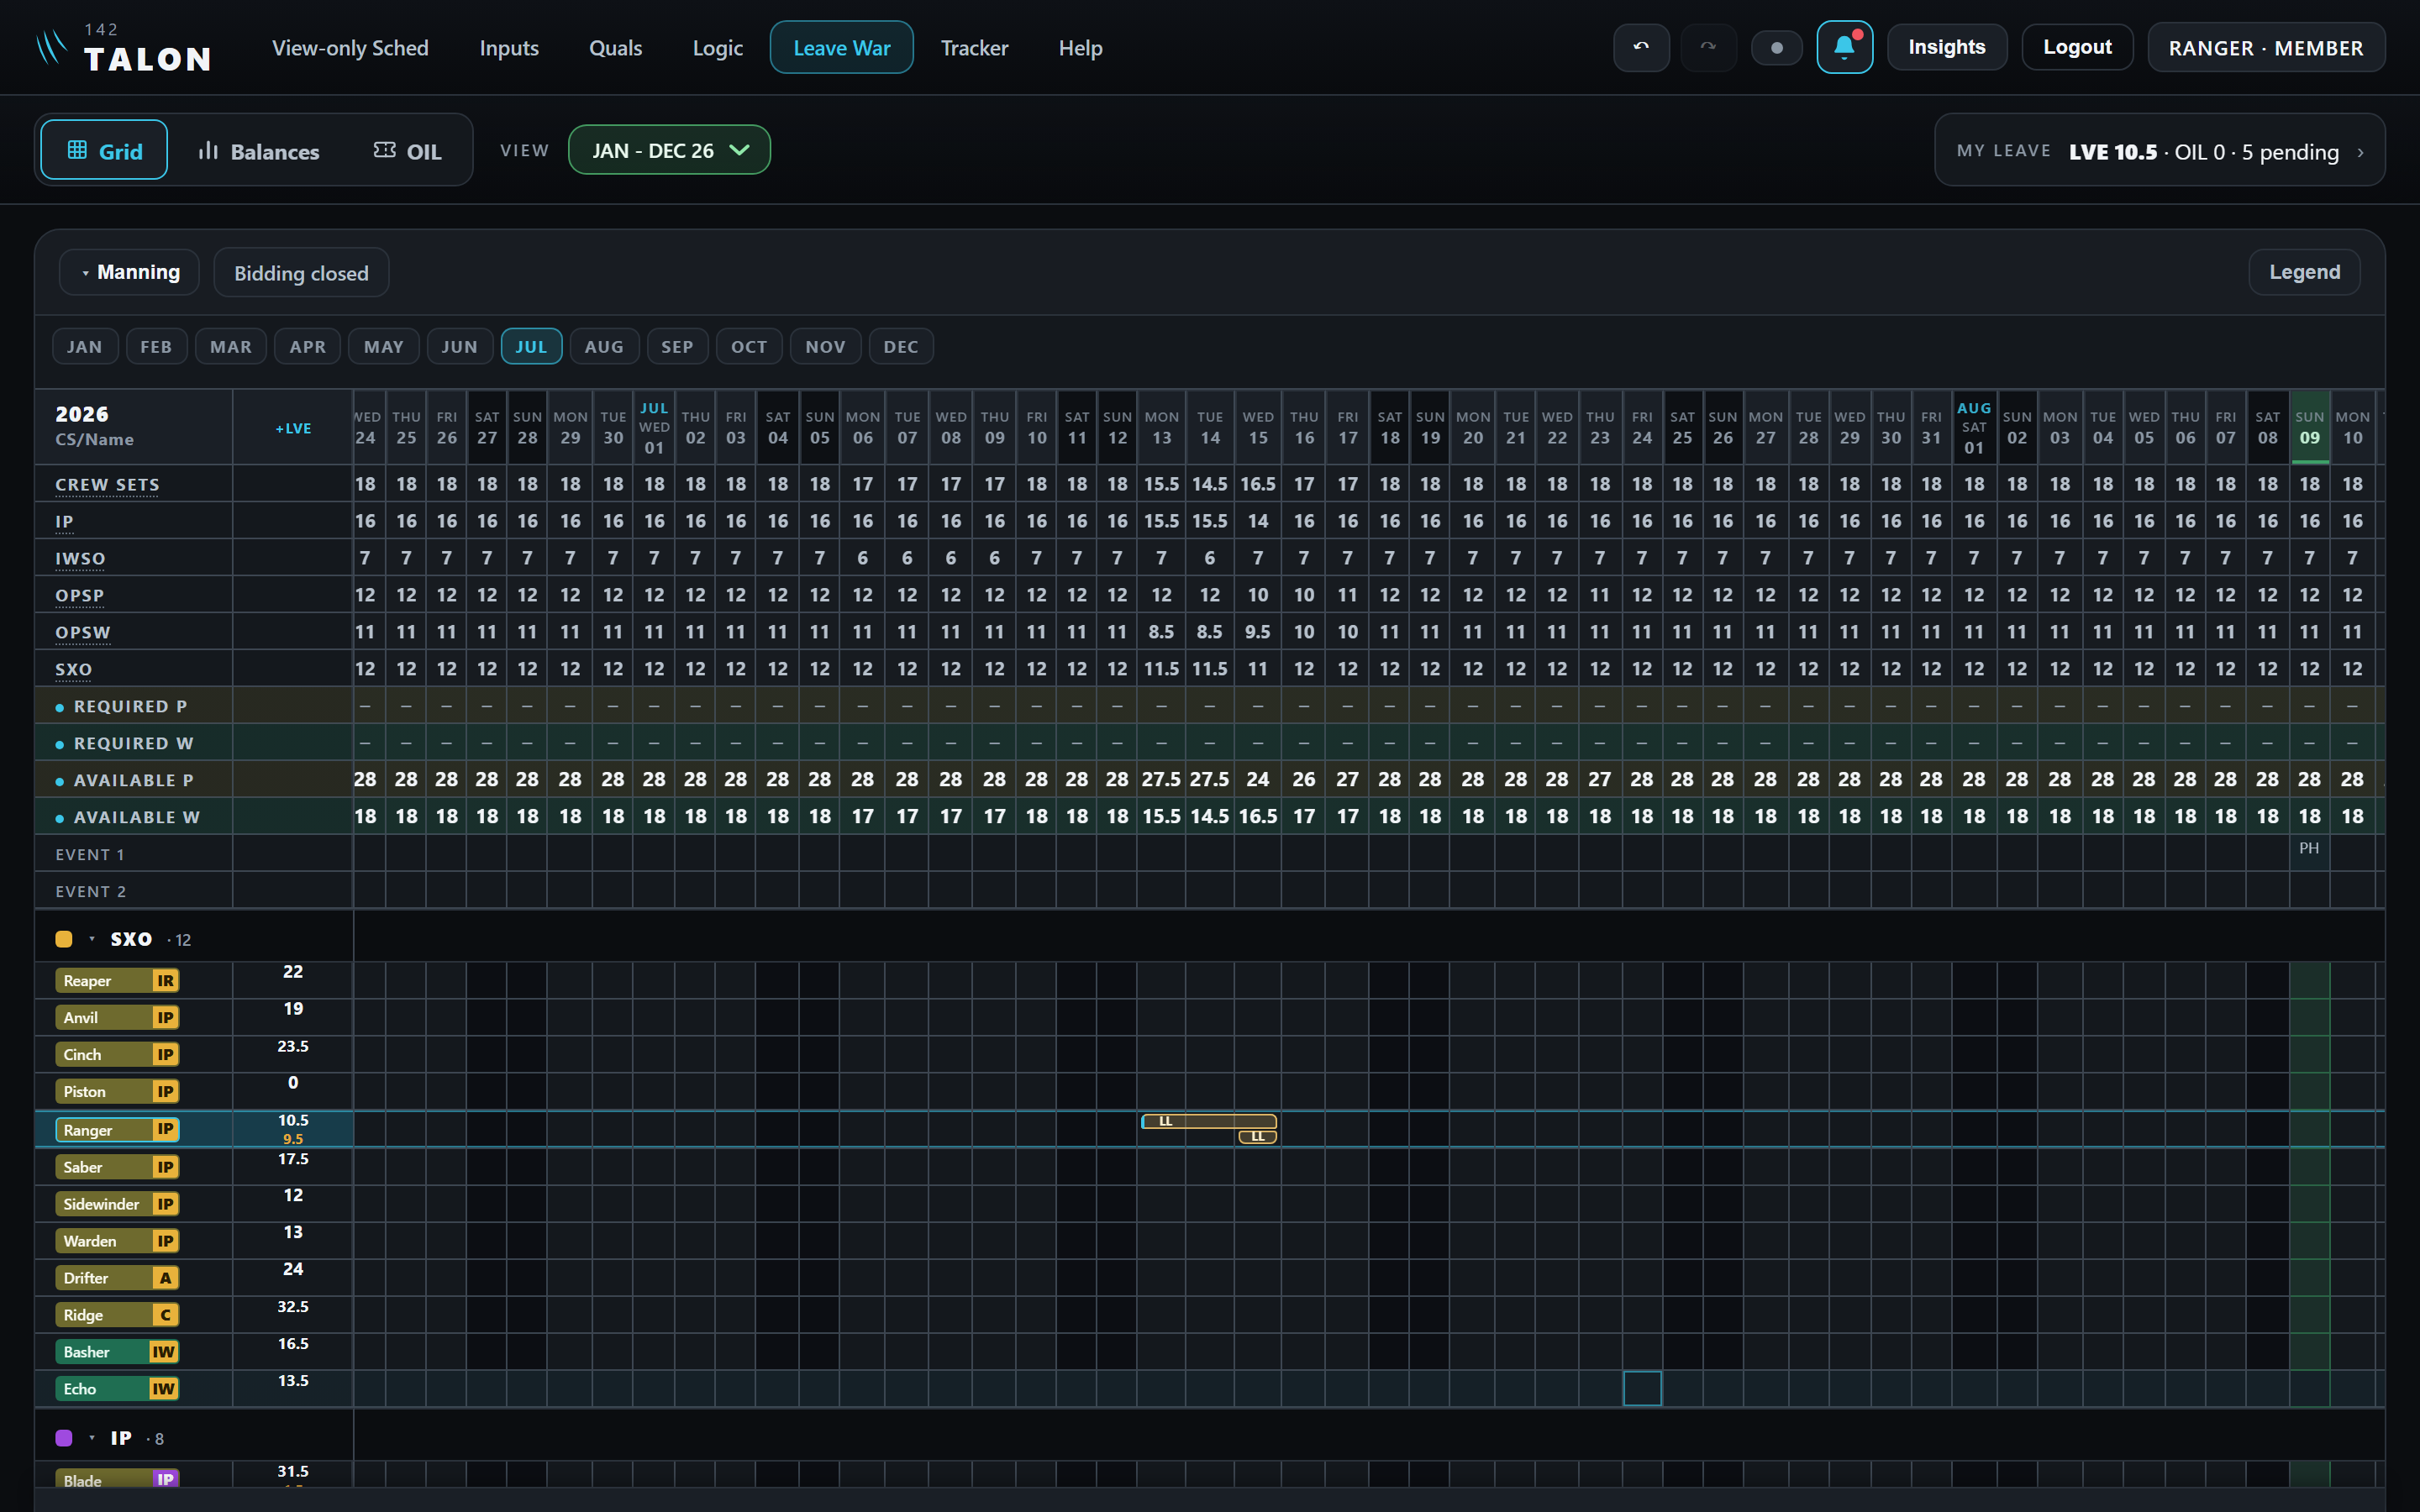 142
TALON
View-only Sched Inputs Quals Logic Leave War Tracker Help
Insights Logout RANGER · MEMBER
Grid Balances OIL VIEW JAN - DEC 26
MY LEAVE LVE 10.5 · OIL 0 · 5 pending ›
Manning Bidding closed Legend
JAN FEB MAR APR MAY JUN JUL AUG SEP OCT NOV DEC
2026
CS/Name
+LVE
WED 24 THU 25 FRI 26 SAT 27 SUN 28 MON 29 TUE 30 JUL WED 01 THU 02 FRI 03 SAT 04 SUN 05 MON 06 TUE 07 WED 08 THU 09 FRI 10 SAT 11 SUN 12 MON 13 TUE 14 WED 15 THU 16 FRI 17 SAT 18 SUN 19 MON 20 TUE 21 WED 22 THU 23 FRI 24 SAT 25 SUN 26 MON 27 TUE 28 WED 29 THU 30 FRI 31 AUG SAT 01 SUN 02 MON 03 TUE 04 WED 05 THU 06 FRI 07 SAT 08 SUN 09 MON 10
CREW SETS 18 18 18 18 18 18 18 18 18 18 18 18 17 17 17 17 18 18 18 15.5 14.5 16.5 17 17 18 18 18 18 18 18 18 18 18 18 18 18 18 18 18 18 18 18 18 18 18 18 18 18
IP 16 16 16 16 16 16 16 16 16 16 16 16 16 16 16 16 16 16 16 15.5 15.5 14 16 16 16 16 16 16 16 16 16 16 16 16 16 16 16 16 16 16 16 16 16 16 16 16 16 16
IWSO 7 7 7 7 7 7 7 7 7 7 7 7 6 6 6 6 7 7 7 7 6 7 7 7 7 7 7 7 7 7 7 7 7 7 7 7 7 7 7 7 7 7 7 7 7 7 7 7
OPSP 12 12 12 12 12 12 12 12 12 12 12 12 12 12 12 12 12 12 12 12 12 10 10 11 12 12 12 12 12 11 12 12 12 12 12 12 12 12 12 12 12 12 12 12 12 12 12 12
OPSW 11 11 11 11 11 11 11 11 11 11 11 11 11 11 11 11 11 11 11 8.5 8.5 9.5 10 10 11 11 11 11 11 11 11 11 11 11 11 11 11 11 11 11 11 11 11 11 11 11 11 11
SXO 12 12 12 12 12 12 12 12 12 12 12 12 12 12 12 12 12 12 12 11.5 11.5 11 12 12 12 12 12 12 12 12 12 12 12 12 12 12 12 12 12 12 12 12 12 12 12 12 12 12
REQUIRED P – – – – – – – – – – – – – – – – – – – – – – – – – – – – – – – – – – – – – – – – – – – – – – – –
REQUIRED W – – – – – – – – – – – – – – – – – – – – – – – – – – – – – – – – – – – – – – – – – – – – – – – –
AVAILABLE P 28 28 28 28 28 28 28 28 28 28 28 28 28 28 28 28 28 28 28 27.5 27.5 24 26 27 28 28 28 28 28 27 28 28 28 28 28 28 28 28 28 28 28 28 28 28 28 28 28 28
AVAILABLE W 18 18 18 18 18 18 18 18 18 18 18 18 17 17 17 17 18 18 18 15.5 14.5 16.5 17 17 18 18 18 18 18 18 18 18 18 18 18 18 18 18 18 18 18 18 18 18 18 18 18 18
EVENT 1 PH
EVENT 2
SXO · 12
Reaper IR 22
Anvil IP 19
Cinch IP 23.5
Piston IP 0
Ranger IP 10.5 LL
9.5 LL
Saber IP 17.5
Sidewinder IP 12
Warden IP 13
Drifter A 24
Ridge C 32.5
Basher IW 16.5
Echo IW 13.5
IP · 8
Blade IP 31.5